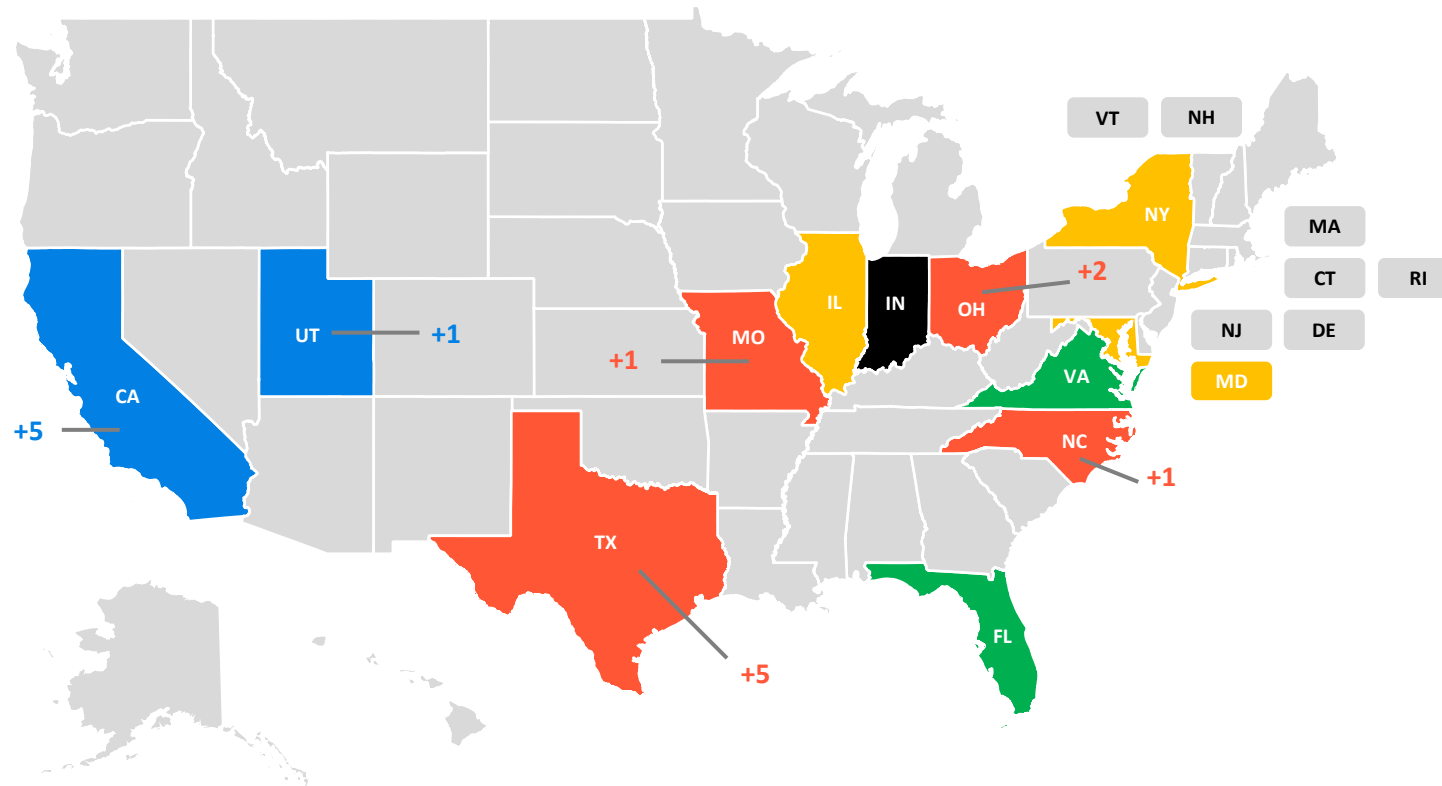 VT
NH
NY
MA
CT
RI
+2
IL
IN
OH
NJ
DE
UT
+1
MO
+1
VA
MD
CA
+5
NC
+1
TX
FL
+5